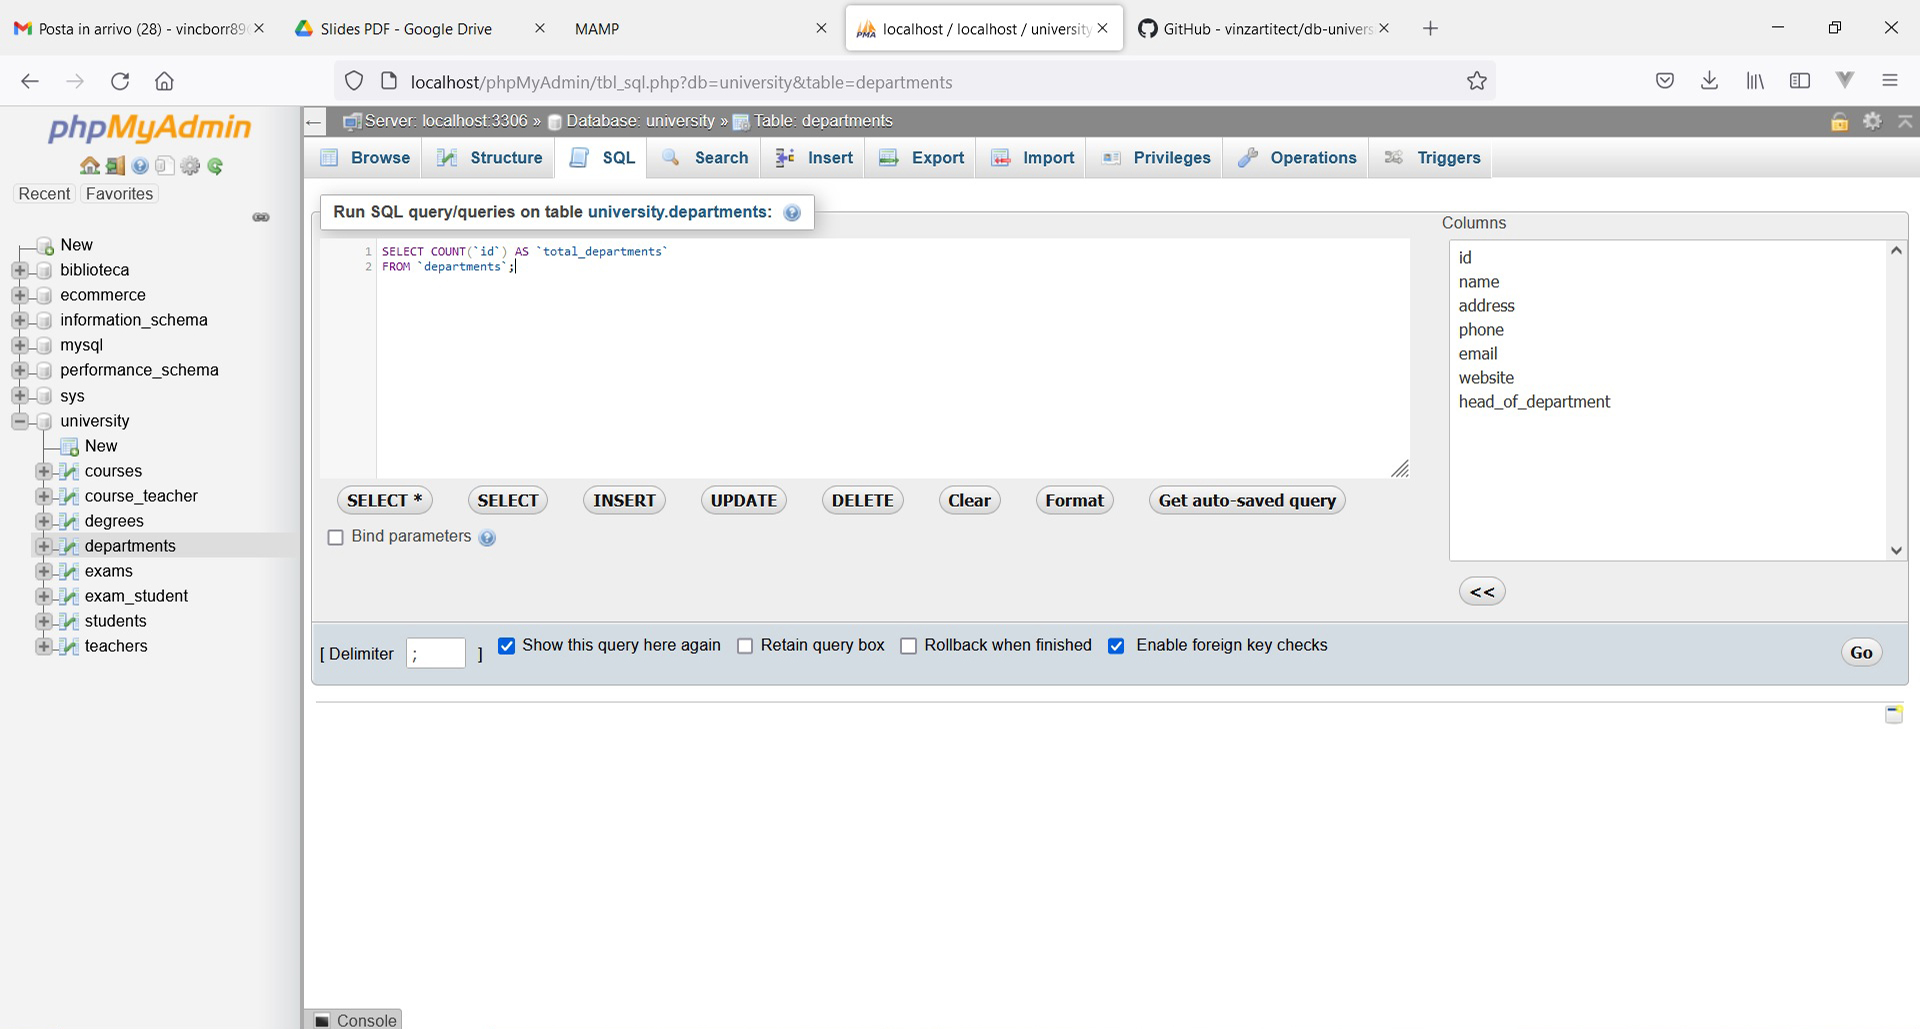 Posta in arrivo (28) - vincborr89
Slides PDF - Google Drive
MAMP
PMA
localhost / localhost / university
GitHub - vinzartitect/db-univers
localhost/phpMyAdmin/tbl_sql.php?db=university&table=departments
phpMyAdmin
Recent
Favorites
New
biblioteca
ecommerce
information_schema
mysql
performance_schema
sys
university
New
courses
course_teacher
degrees
departments
exams
exam_student
students
teachers
Server: localhost:3306 » Database: university » Table: departments
Browse
Structure
SQL
Search
Insert
Export
Import
Privileges
Operations
Triggers
Run SQL query/queries on table university.departments:
1 SELECT COUNT(`id`) AS `total_departments`
2 FROM `departments`;
Columns
id
name
address
phone
email
website
head_of_department
SELECT *
SELECT
INSERT
UPDATE
DELETE
Clear
Format
Get auto-saved query
Bind parameters
<<
[ Delimiter ; ]
Show this query here again
Retain query box
Rollback when finished
Enable foreign key checks
Go
Console